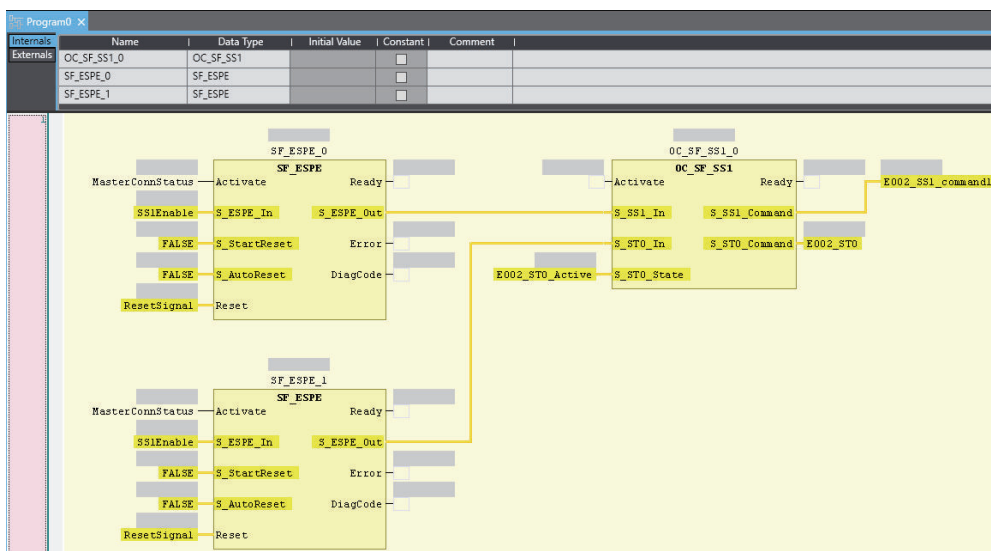 Program0 ×
Internals Name Data Type Initial Value Constant Comment
Externals OC_SF_SS1_0 OC_SF_SS1
SF_ESPE_0 SF_ESPE
SF_ESPE_1 SF_ESPE
1
SF_ESPE_0
SF_ESPE
MasterConnStatus Activate Ready
SS1Enable S_ESPE_In S_ESPE_Out
FALSE S_StartReset Error
FALSE S_AutoReset DiagCode
ResetSignal Reset
OC_SF_SS1_0
OC_SF_SS1
Activate Ready E002_SS1_command1
S_SS1_In S_SS1_Command
S_STO_In S_STO_Command E002_STO
E002_STO_Active S_STO_State
SF_ESPE_1
SF_ESPE
MasterConnStatus Activate Ready
SS1Enable S_ESPE_In S_ESPE_Out
FALSE S_StartReset Error
FALSE S_AutoReset DiagCode
ResetSignal Reset